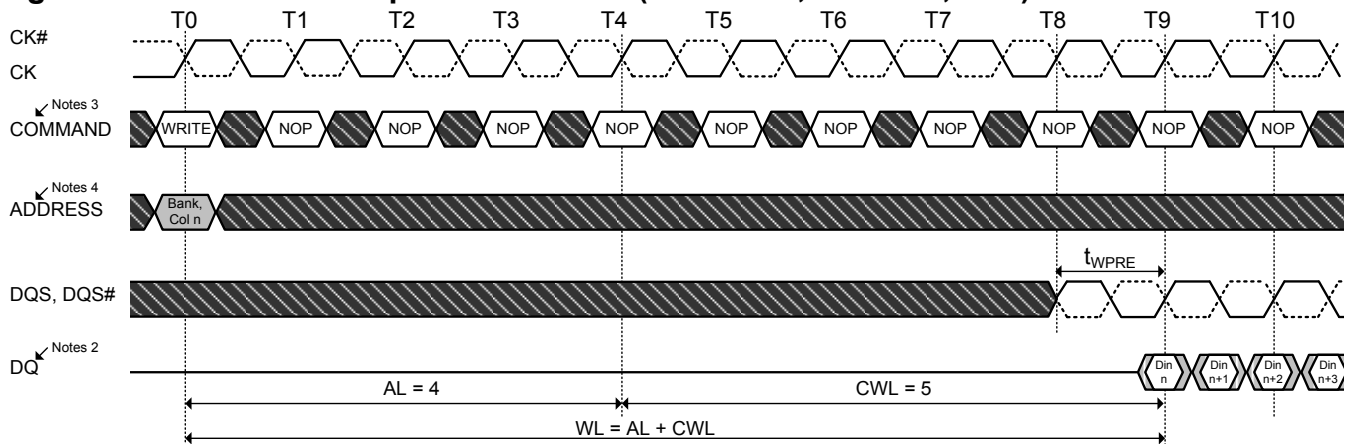 T0 T1 T2 T3 T4 T5 T6 T7 T8 T9 T10
CK#
CK
Notes 3
COMMAND WRITE NOP NOP NOP NOP NOP NOP NOP NOP NOP NOP
Notes 4
ADDRESS
Bank,
Col n
tWPRE
DQS, DQS#
Notes 2
DQ
Din
n
Din
n+1
Din
n+2
Din
n+3
AL = 4 CWL = 5
WL = AL + CWL